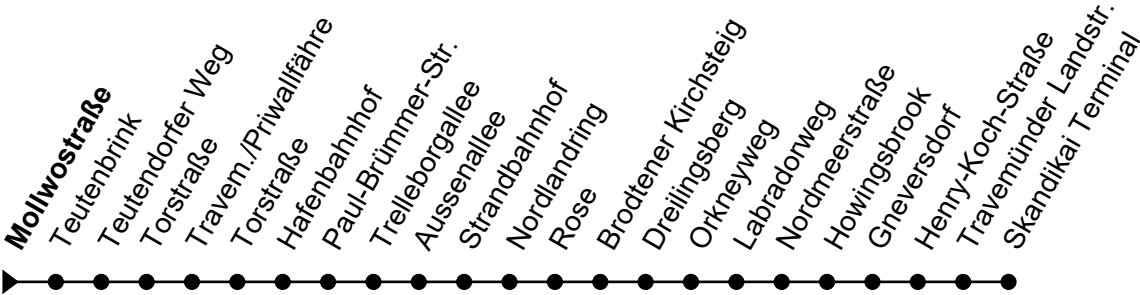 Mollwostraße
Teutenbrink
Teutendorfer Weg
Torstraße
Travem./Priwallfähre
Torstraße
Hafenbahnhof
Paul-Brümmer-Str.
Trelleborgallee
Aussenallee
Strandbahnhof
Nordlandring
Rose
Brodtener Kirchsteig
Dreilingsberg
Orkneyweg
Labradorweg
Nordmeerstraße
Howingsbrook
Gneversdorf
Henry-Koch-Straße
Travemünder Landstr.
Skandikai Terminal